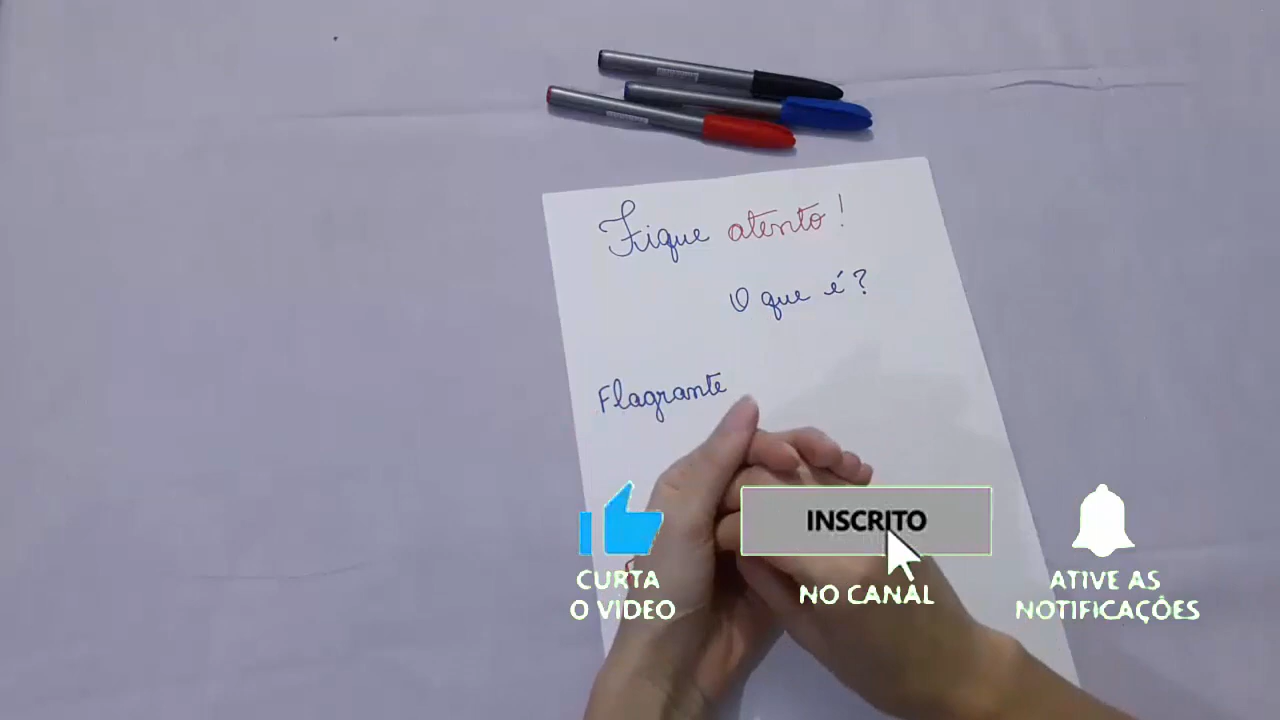 Fique atento!
O que é?
Flagrante
INSCRITO
CURTA
O VIDEO
NO CANAL
ATIVE AS
NOTIFICAÇÕES